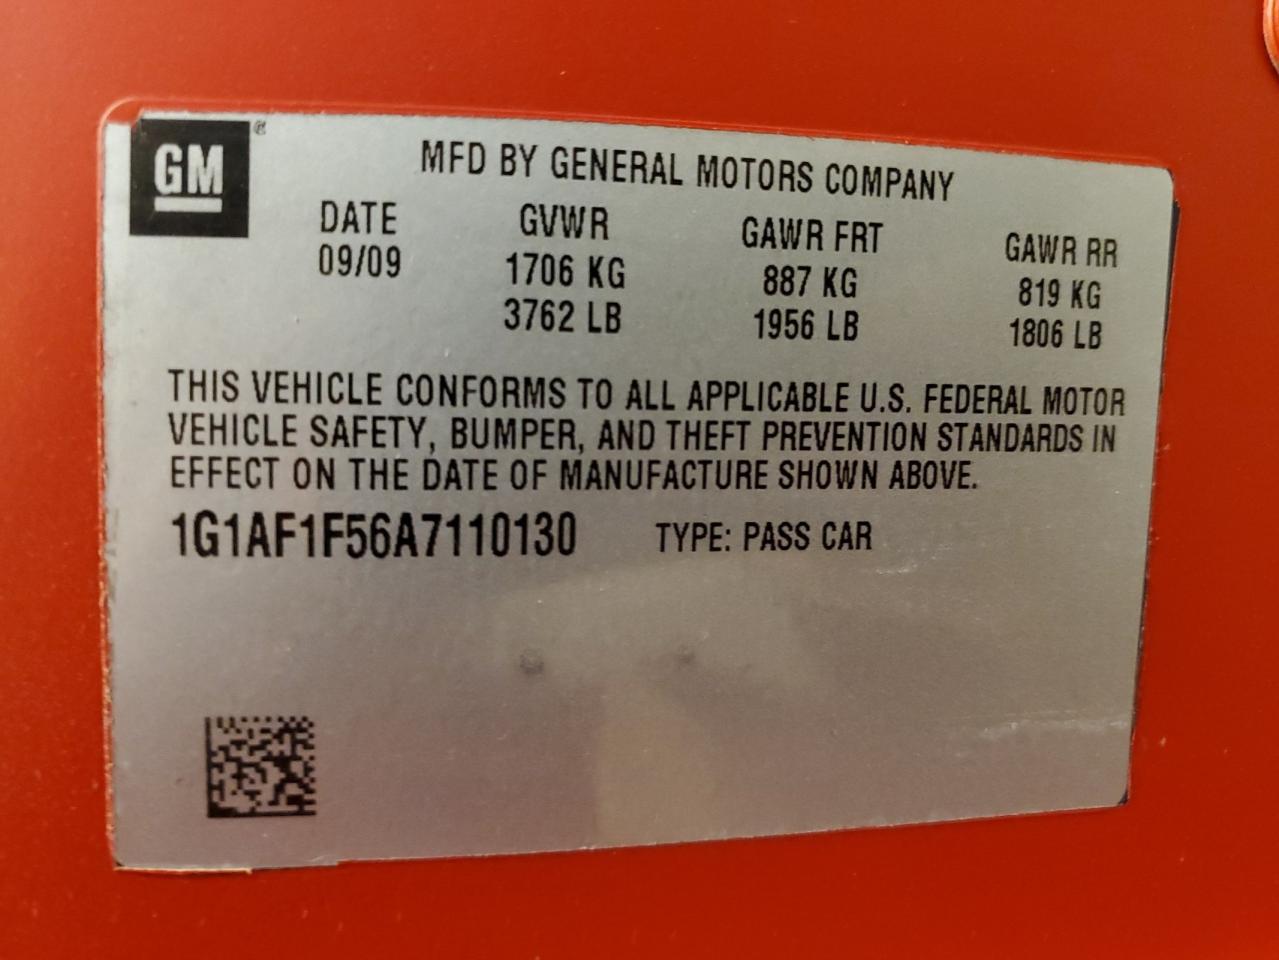 GM
MFD BY GENERAL MOTORS COMPANY
DATE GVWR GAWR FRT GAWR RR
09/09 1706 KG 887 KG 819 KG
3762 LB 1956 LB 1806 LB
THIS VEHICLE CONFORMS TO ALL APPLICABLE U.S. FEDERAL MOTOR
VEHICLE SAFETY, BUMPER, AND THEFT PREVENTION STANDARDS IN
EFFECT ON THE DATE OF MANUFACTURE SHOWN ABOVE.
1G1AF1F56A7110130 TYPE: PASS CAR